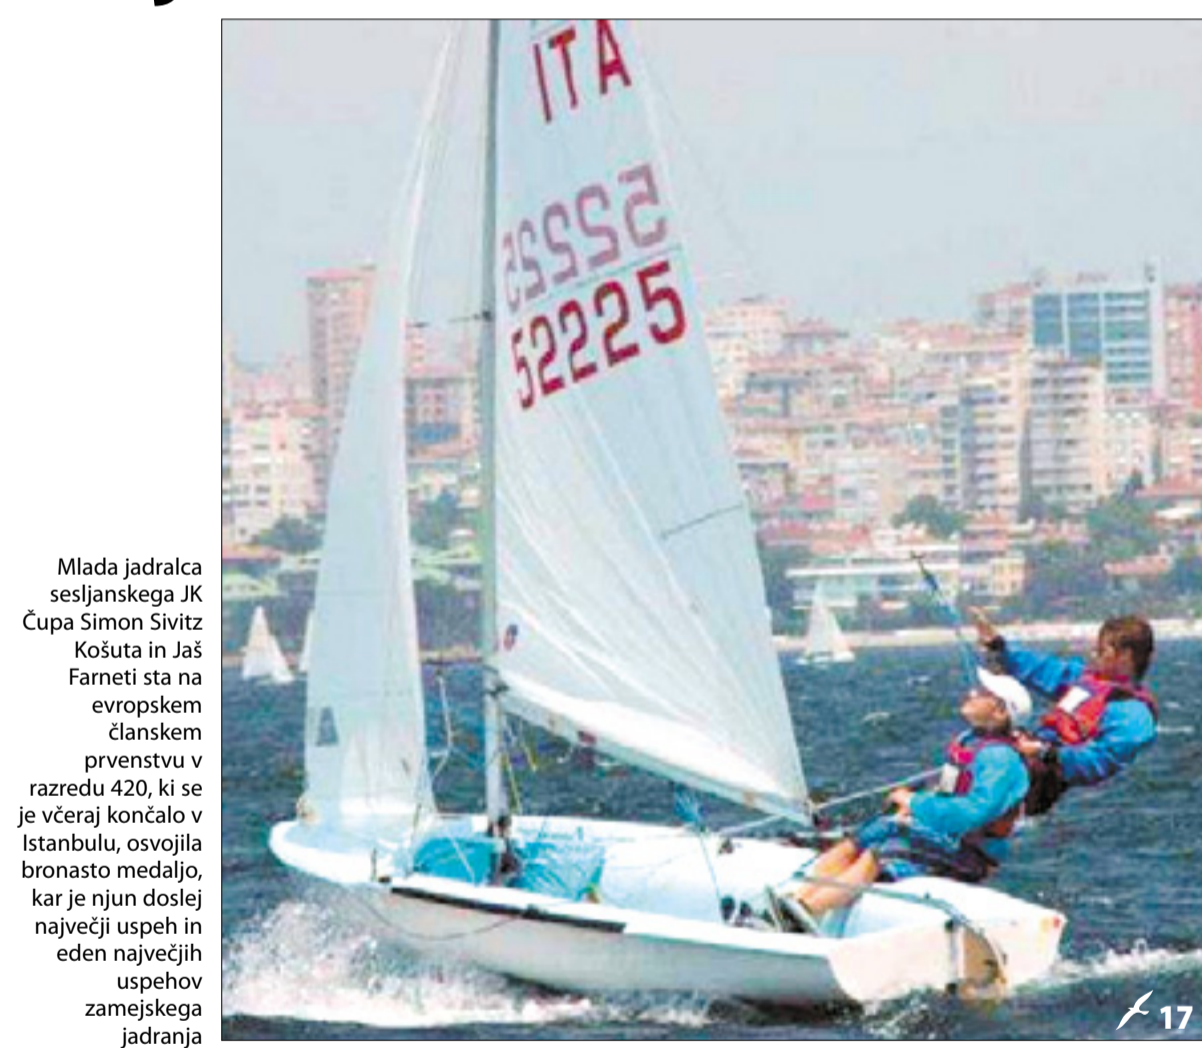 Mlada jadralca
sesljanskega JK
Čupa Simon Sivitz
Košuta in Jaš
Farneti sta na
evropskem
članskem
prvenstvu v
razredu 420, ki se
je včeraj končalo v
Istanbulu, osvojila
bronasto medaljo,
kar je njun doslej
največji uspeh in
eden največjih
uspehov
zamejskega
jadranja
ITA
52225
52225
17